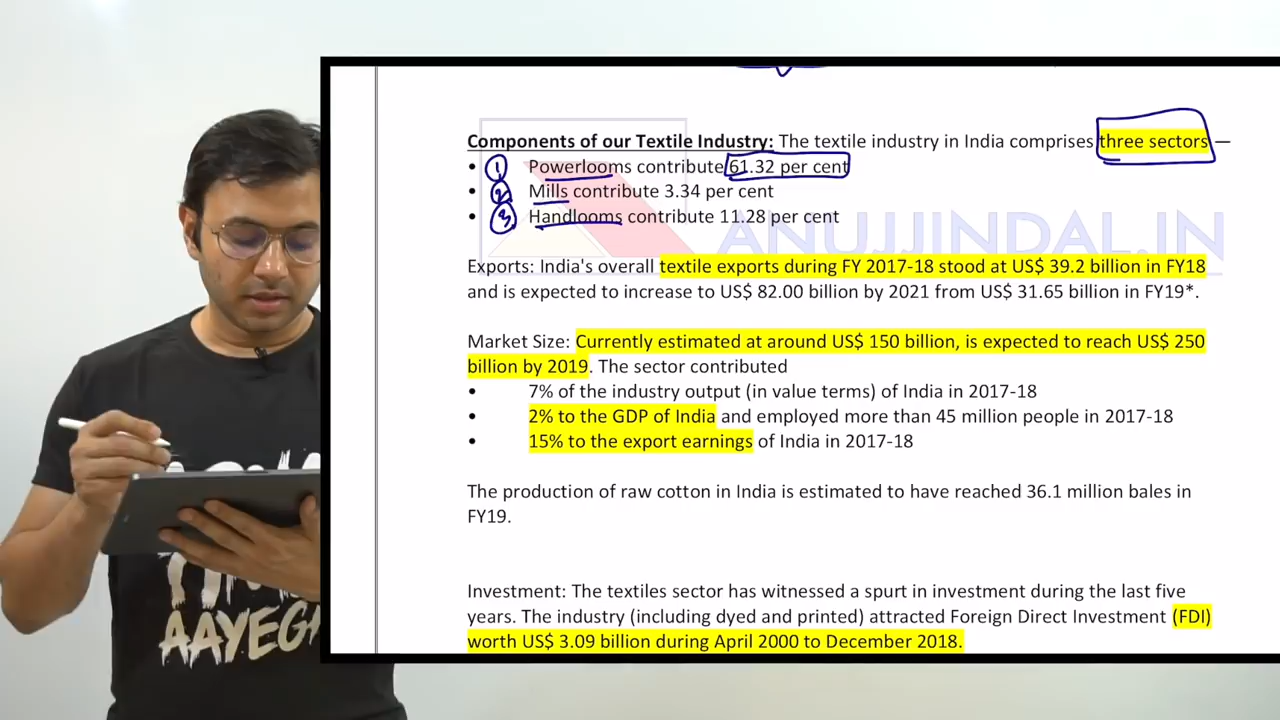 Components of our Textile Industry: The textile industry in India comprises three sectors —
• 1 Powerlooms contribute 61.32 per cent
• 2 Mills contribute 3.34 per cent
• 3 Handlooms contribute 11.28 per cent
ANUJJINDAL.IN
Exports: India's overall textile exports during FY 2017-18 stood at US$ 39.2 billion in FY18
and is expected to increase to US$ 82.00 billion by 2021 from US$ 31.65 billion in FY19*.
Market Size: Currently estimated at around US$ 150 billion, is expected to reach US$ 250
billion by 2019. The sector contributed
• 7% of the industry output (in value terms) of India in 2017-18
• 2% to the GDP of India and employed more than 45 million people in 2017-18
• 15% to the export earnings of India in 2017-18
The production of raw cotton in India is estimated to have reached 36.1 million bales in
FY19.
Investment: The textiles sector has witnessed a spurt in investment during the last five
years. The industry (including dyed and printed) attracted Foreign Direct Investment (FDI)
worth US$ 3.09 billion during April 2000 to December 2018.
AAYEGA